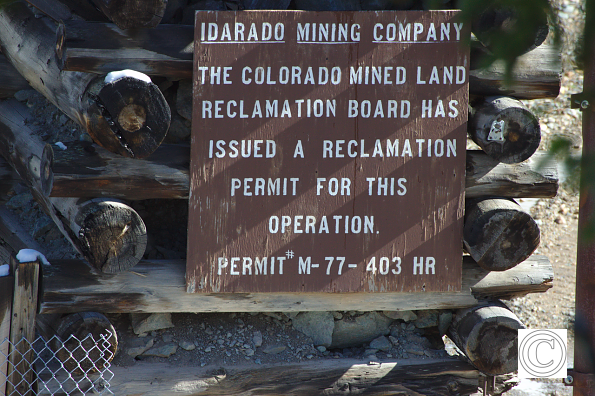 IDARADO MINING COMPANY
THE COLORADO MINED LAND
RECLAMATION BOARD HAS
ISSUED A RECLAMATION
PERMIT FOR THIS
OPERATION.
PERMIT# M-77-403 HR
©